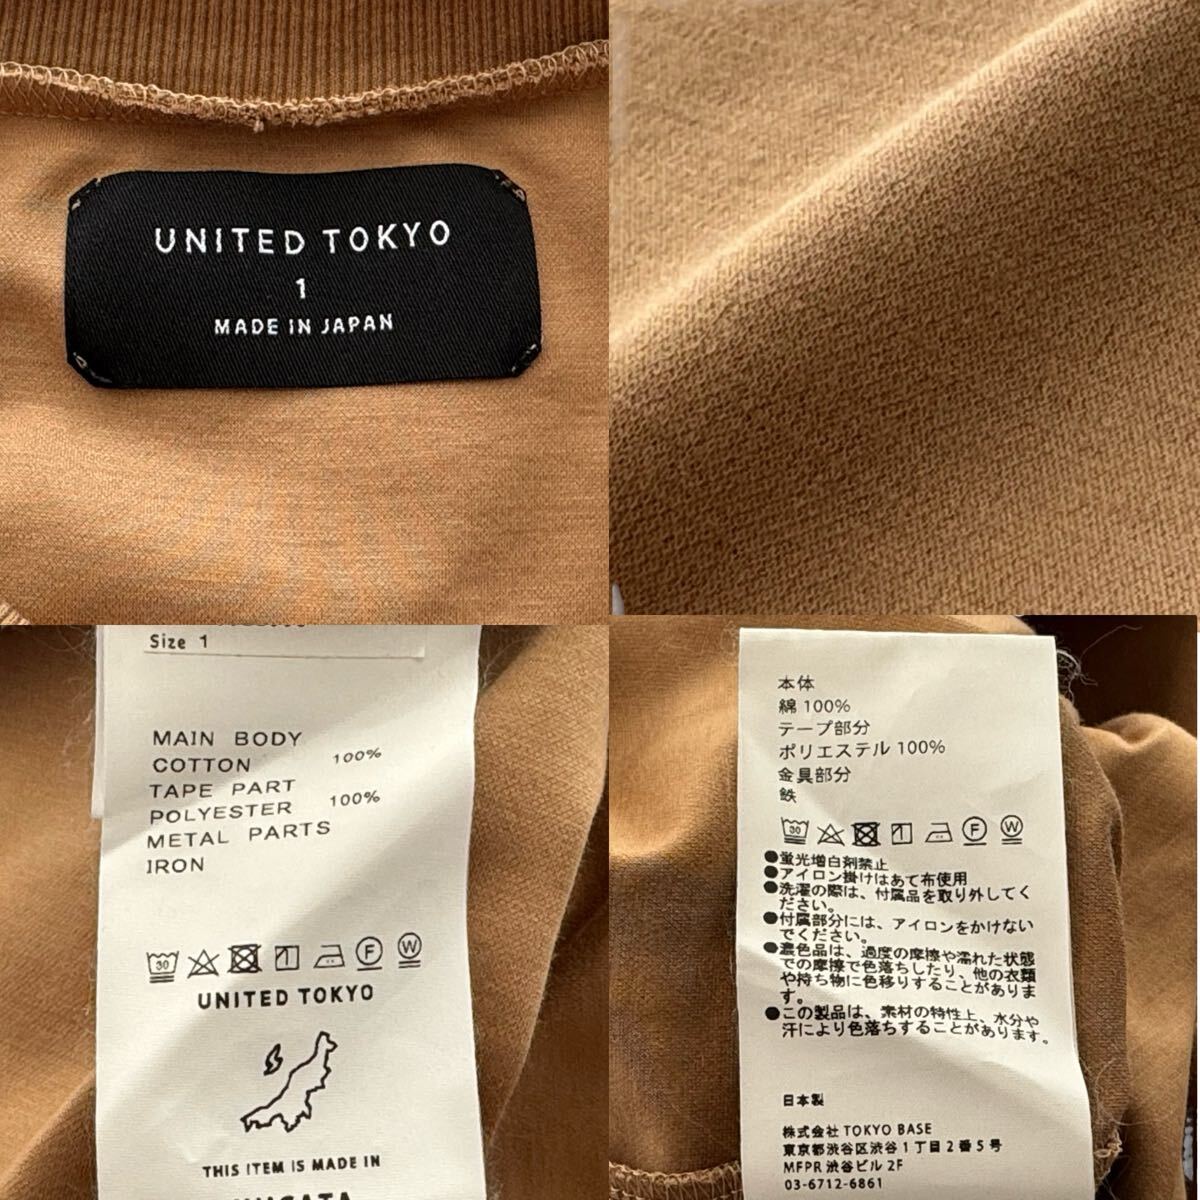 UNITED TOKYO
1
MADE IN JAPAN
Size 1
MAIN BODY
COTTON 100%
TAPE PART
POLYESTER 100%
METAL PARTS
IRON
30
F
W
UNITED TOKYO
THIS ITEM IS MADE IN
本体
綿 100%
テープ部分
ポリエステル 100%
金具部分
鉄
30
F
W
●蛍光増白剤禁止
●アイロン掛けはあて布使用
●洗濯の際は、付属品を取り外してく
ださい。
●付属部分には、アイロンをかけない
でください。
●濃色品は、過度の摩擦や濡れた状態
での摩擦で色落ちしたり、他の衣類
や持ち物に色移りすることがありま
す。
●この製品は、素材の特性上、水分や
汗により色落ちすることがあります。
日本製
株式会社 TOKYO BASE
東京都渋谷区渋谷1丁目2番5号
MFPR 渋谷ビル 2F
03-6712-6861